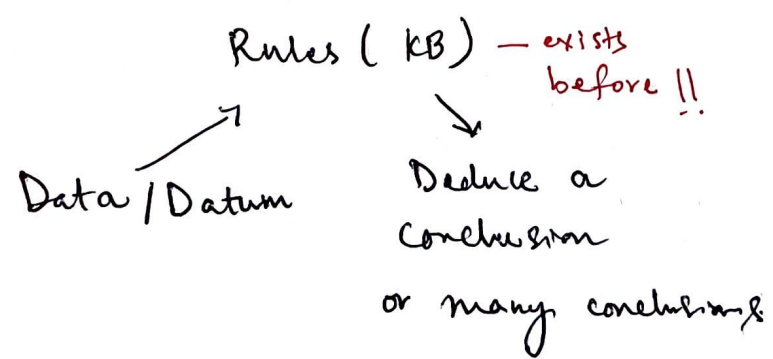 Rules ( KB ) — exists
before !!
Data / Datum
Deduce a
conclusion
or many conclusions